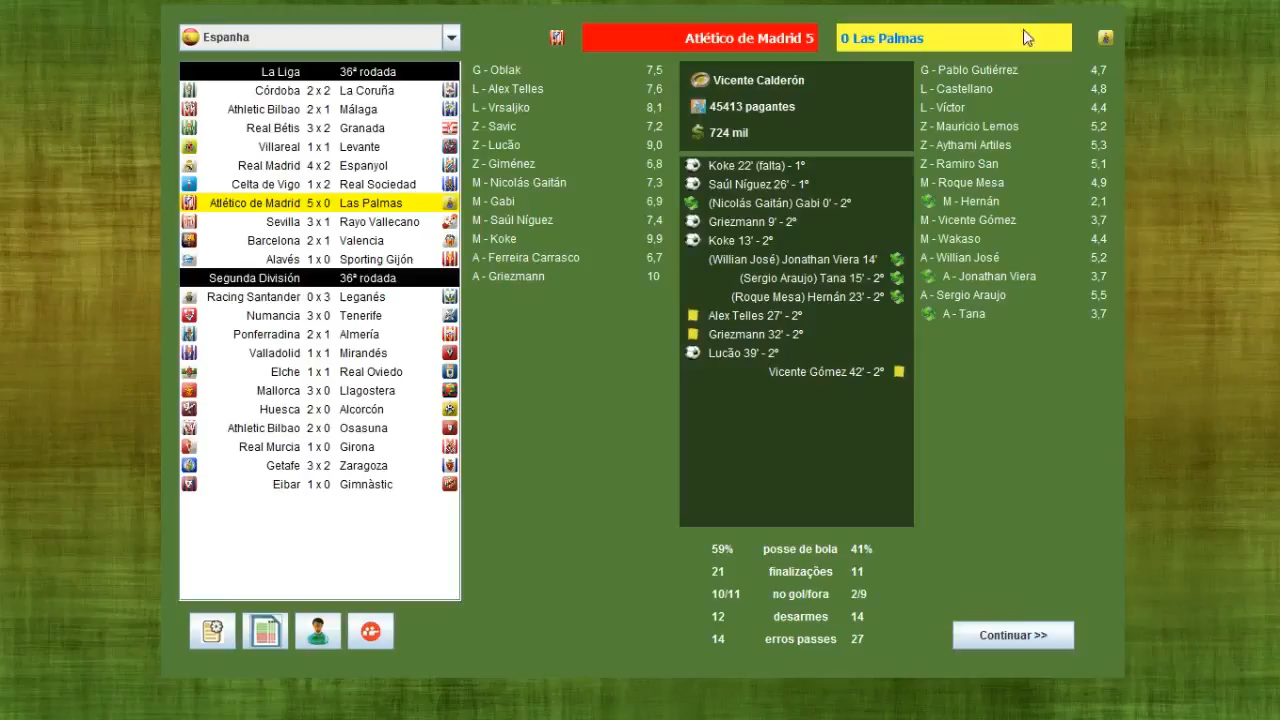 Espanha
Atlético de Madrid 5
0 Las Palmas
La Liga 36ª rodada
Córdoba 2 x 2 La Coruña
Athletic Bilbao 2 x 1 Málaga
Real Bétis 3 x 2 Granada
Villareal 1 x 1 Levante
Real Madrid 4 x 2 Espanyol
Celta de Vigo 1 x 2 Real Sociedad
Atlético de Madrid 5 x 0 Las Palmas
Sevilla 3 x 1 Rayo Vallecano
Barcelona 2 x 1 Valencia
Alavés 1 x 0 Sporting Gijón
Segunda División 36ª rodada
Racing Santander 0 x 3 Leganés
Numancia 3 x 0 Tenerife
Ponferradina 2 x 1 Almería
Valladolid 1 x 1 Mirandés
Elche 1 x 1 Real Oviedo
Mallorca 3 x 0 Llagostera
Huesca 2 x 0 Alcorcón
Athletic Bilbao 2 x 0 Osasuna
Real Murcia 1 x 0 Girona
Getafe 3 x 2 Zaragoza
Eibar 1 x 0 Gimnàstic
G - Oblak 7,5
L - Alex Telles 7,6
L - Vrsaljko 8,1
Z - Savic 7,2
Z - Lucão 9,0
Z - Giménez 6,8
M - Nicolás Gaitán 7,3
M - Gabi 6,9
M - Saúl Níguez 7,4
M - Koke 9,9
A - Ferreira Carrasco 6,7
A - Griezmann 10
Vicente Calderón
45413 pagantes
724 mil
Koke 22' (falta) - 1º
Saúl Níguez 26' - 1º
(Nicolás Gaitán) Gabi 0' - 2º
Griezmann 9' - 2º
Koke 13' - 2º
(Willian José) Jonathan Viera 14'
(Sergio Araujo) Tana 15' - 2º
(Roque Mesa) Hernán 23' - 2º
Alex Telles 27' - 2º
Griezmann 32' - 2º
Lucão 39' - 2º
Vicente Gómez 42' - 2º
59% posse de bola 41%
21 finalizações 11
10/11 no gol/fora 2/9
12 desarmes 14
14 erros passes 27
G - Pablo Gutiérrez 4,7
L - Castellano 4,8
L - Víctor 4,4
Z - Mauricio Lemos 5,2
Z - Aythami Artiles 5,3
Z - Ramiro San 5,1
M - Roque Mesa 4,9
M - Hernán 2,1
M - Vicente Gómez 3,7
M - Wakaso 4,4
A - Willian José 5,2
A - Jonathan Viera 3,7
A - Sergio Araujo 5,5
A - Tana 3,7
Continuar >>